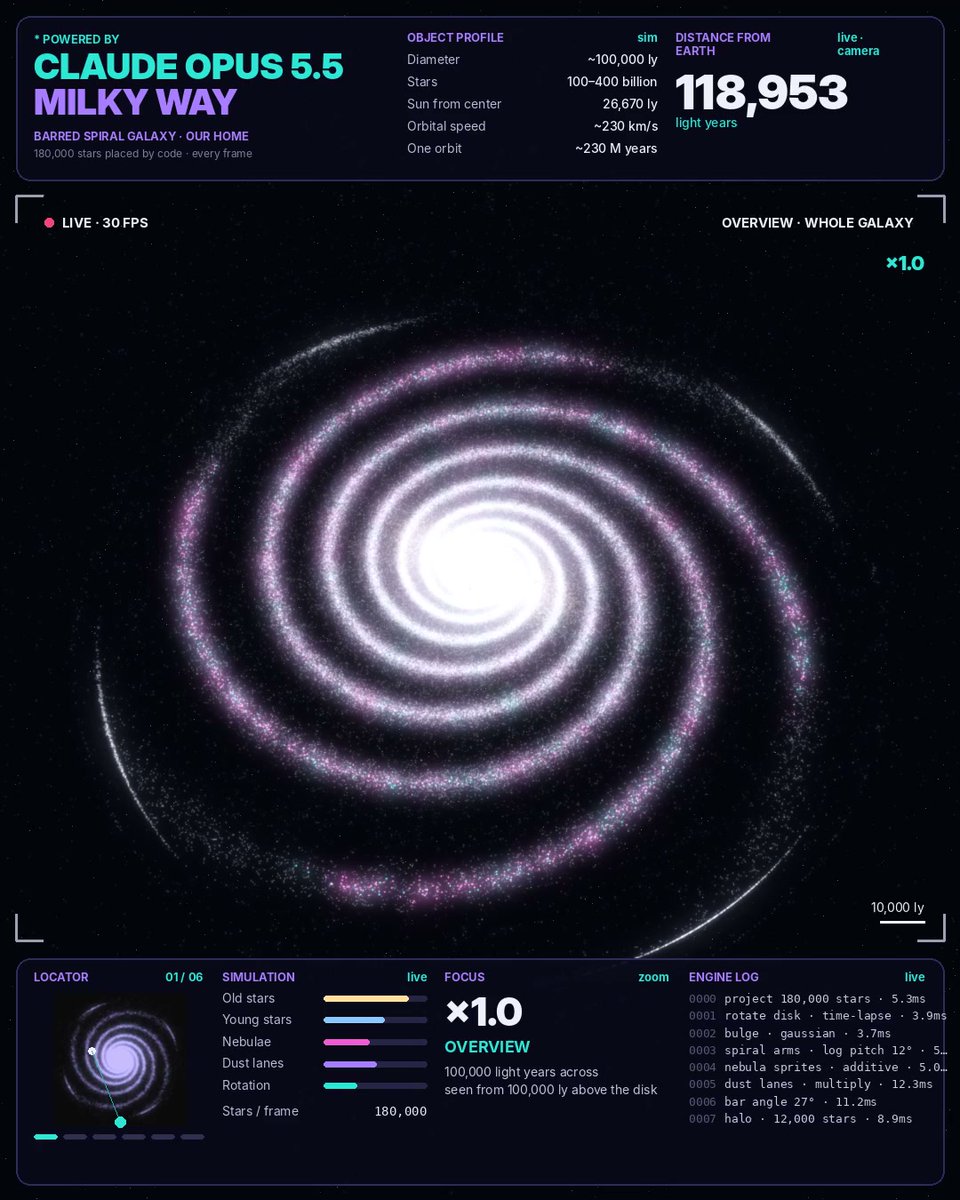 * POWERED BY
CLAUDE OPUS 5.5
MILKY WAY
BARRED SPIRAL GALAXY · OUR HOME
180,000 stars placed by code · every frame
OBJECT PROFILE sim
Diameter ~100,000 ly
Stars 100–400 billion
Sun from center 26,670 ly
Orbital speed ~230 km/s
One orbit ~230 M years
DISTANCE FROM EARTH live · camera
118,953
light years
LIVE · 30 FPS
OVERVIEW · WHOLE GALAXY
×1.0
10,000 ly
LOCATOR 01 / 06
SIMULATION live
Old stars
Young stars
Nebulae
Dust lanes
Rotation
Stars / frame 180,000
FOCUS zoom
×1.0
OVERVIEW
100,000 light years across
seen from 100,000 ly above the disk
ENGINE LOG live
0000 project 180,000 stars · 5.3ms
0001 rotate disk · time-lapse · 3.9ms
0002 bulge · gaussian · 3.7ms
0003 spiral arms · log pitch 12° · 5…
0004 nebula sprites · additive · 5.0…
0005 dust lanes · multiply · 12.3ms
0006 bar angle 27° · 11.2ms
0007 halo · 12,000 stars · 8.9ms